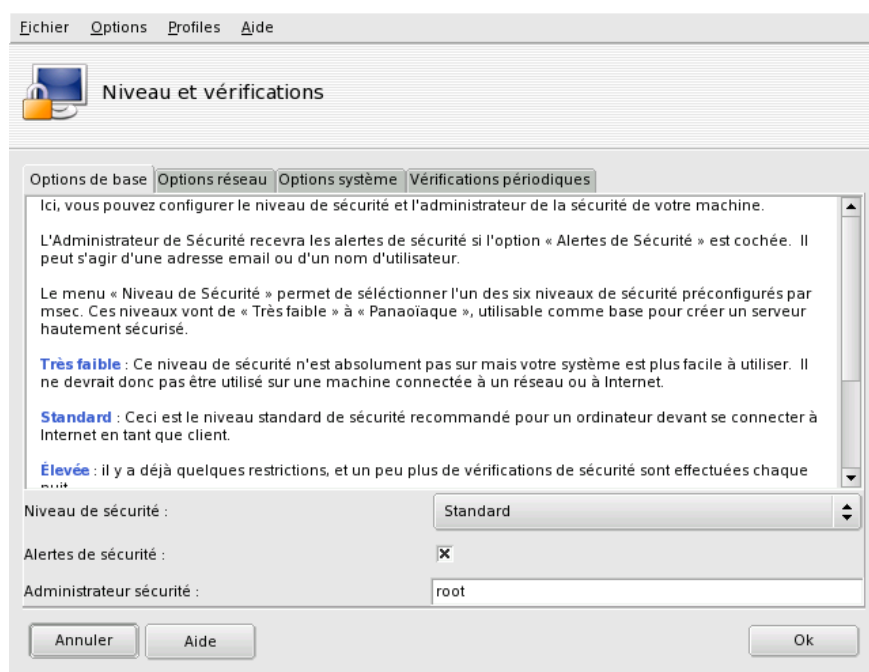 Fichier Options Profiles Aide
Niveau et vérifications
Options de base Options réseau Options système Vérifications périodiques
Ici, vous pouvez configurer le niveau de sécurité et l'administrateur de la sécurité de votre machine.
L'Administrateur de Sécurité recevra les alertes de sécurité si l'option « Alertes de Sécurité » est cochée. Il
peut s'agir d'une adresse email ou d'un nom d'utilisateur.
Le menu « Niveau de Sécurité » permet de séléctionner l'un des six niveaux de sécurité préconfigurés par
msec. Ces niveaux vont de « Très faible » à « Panaoïaque », utilisable comme base pour créer un serveur
hautement sécurisé.
Très faible : Ce niveau de sécurité n'est absolument pas sur mais votre système est plus facile à utiliser. Il
ne devrait donc pas être utilisé sur une machine connectée à un réseau ou à Internet.
Standard : Ceci est le niveau standard de sécurité recommandé pour un ordinateur devant se connecter à
Internet en tant que client.
Élevée : il y a déjà quelques restrictions, et un peu plus de vérifications de sécurité sont effectuées chaque
nuit
Niveau de sécurité : Standard
Alertes de sécurité :
Administrateur sécurité : root
Annuler Aide Ok